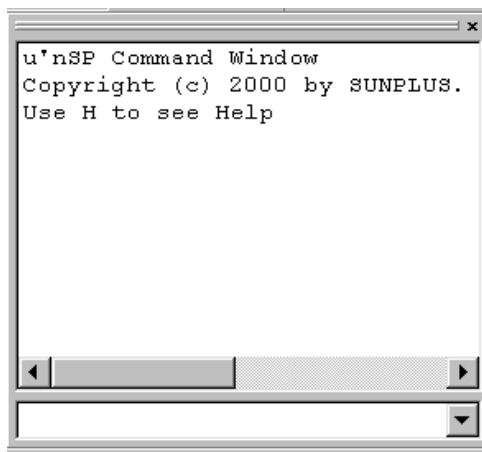 u'nSP Command Window
Copyright (c) 2000 by SUNPLUS.
Use H to see Help